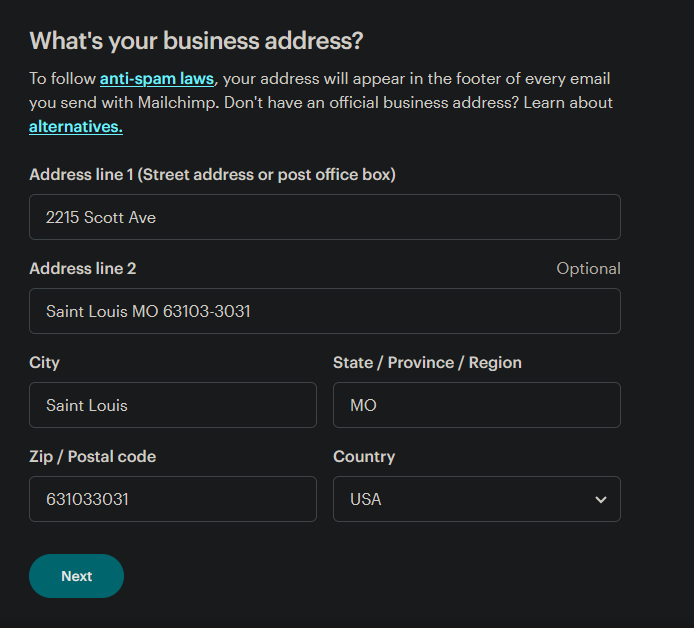 What's your business address?
To follow anti-spam laws, your address will appear in the footer of every email
you send with Mailchimp. Don't have an official business address? Learn about
alternatives.
Address line 1 (Street address or post office box)
2215 Scott Ave
Address line 2 Optional
Saint Louis MO 63103-3031
City State / Province / Region
Saint Louis MO
Zip / Postal code Country
631033031 USA
Next